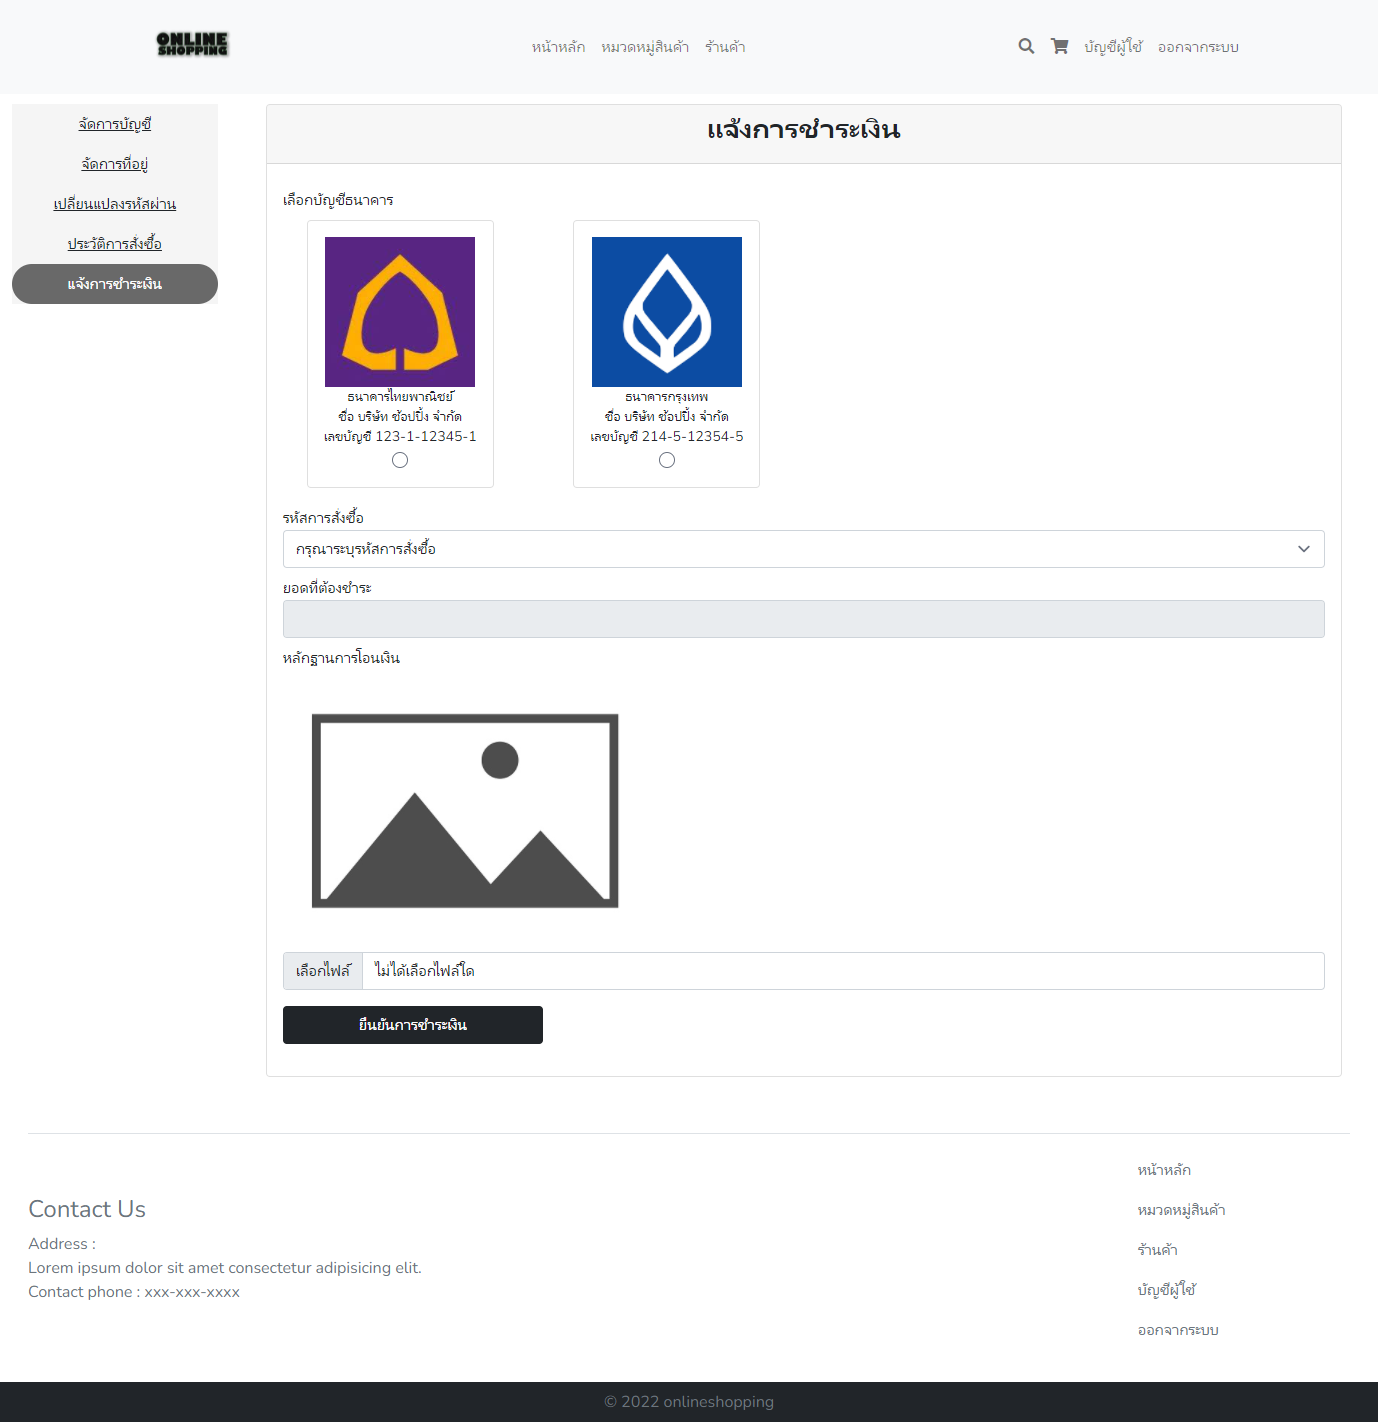 ONLINE
SHOPPING
หน้าหลัก หมวดหมู่สินค้า ร้านค้า
บัญชีผู้ใช้ ออกจากระบบ
จัดการบัญชี
จัดการที่อยู่
เปลี่ยนแปลงรหัสผ่าน
ประวัติการสั่งซื้อ
แจ้งการชำระเงิน
แจ้งการชำระเงิน
เลือกบัญชีธนาคาร
ธนาคารไทยพาณิชย์
ชื่อ บริษัท ช้อปปิ้ง จำกัด
เลขบัญชี 123-1-12345-1
ธนาคารกรุงเทพ
ชื่อ บริษัท ช้อปปิ้ง จำกัด
เลขบัญชี 214-5-12354-5
รหัสการสั่งซื้อ
กรุณาระบุรหัสการสั่งซื้อ
ยอดที่ต้องชำระ
หลักฐานการโอนเงิน
เลือกไฟล์ ไม่ได้เลือกไฟล์ใด
ยืนยันการชำระเงิน
Contact Us
Address :
Lorem ipsum dolor sit amet consectetur adipisicing elit.
Contact phone : xxx-xxx-xxxx
หน้าหลัก
หมวดหมู่สินค้า
ร้านค้า
บัญชีผู้ใช้
ออกจากระบบ
© 2022 onlineshopping